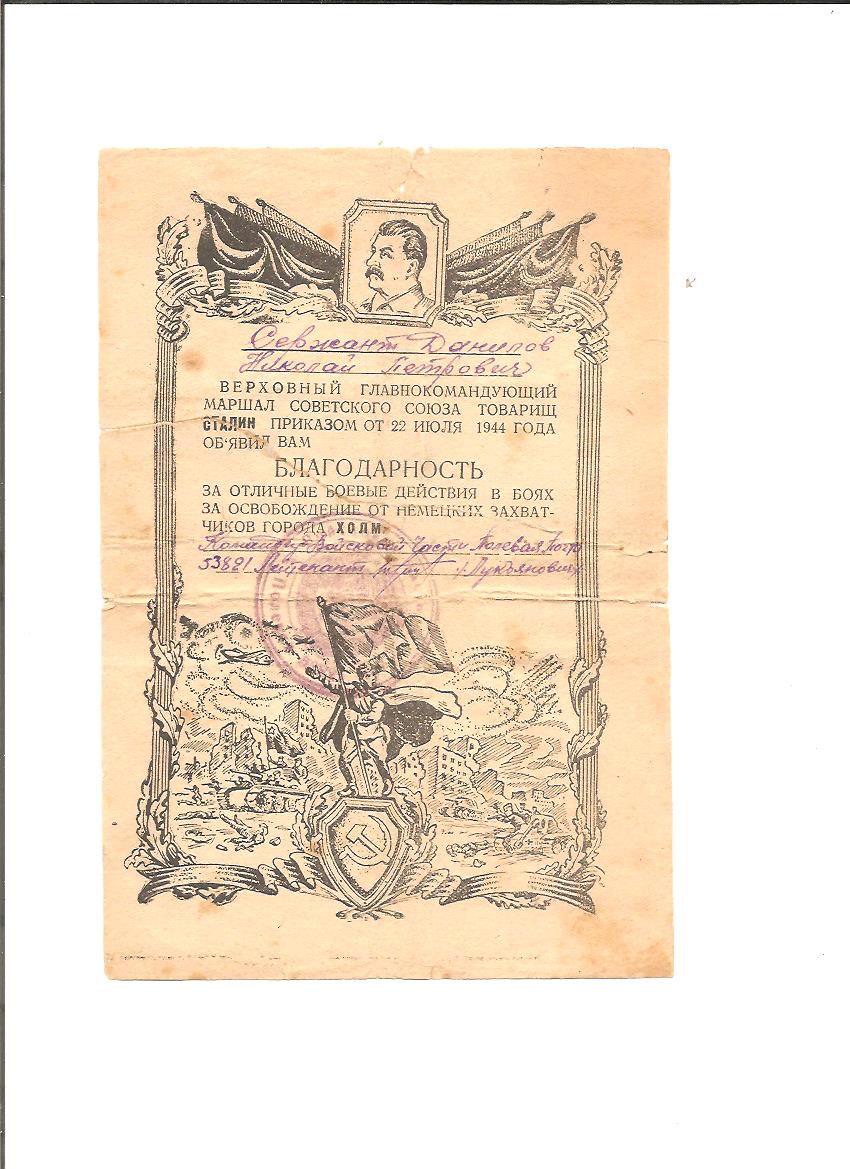 Сержант Данилов
Николай Петрович
ВЕРХОВНЫЙ ГЛАВНОКОМАНДУЮЩИЙ
МАРШАЛ СОВЕТСКОГО СОЮЗА ТОВАРИЩ
СТАЛИН ПРИКАЗОМ ОТ 22 ИЮЛЯ 1944 ГОДА
ОБ'ЯВИЛ ВАМ
БЛАГОДАРНОСТЬ
ЗА ОТЛИЧНЫЕ БОЕВЫЕ ДЕЙСТВИЯ В БОЯХ
ЗА ОСВОБОЖДЕНИЕ ОТ НЕМЕЦКИХ ЗАХВАТ-
ЧИКОВ ГОРОДА ХОЛМ
Командир Войсковой Части Полевая Почта
53821 Лейтенант Лукьянович